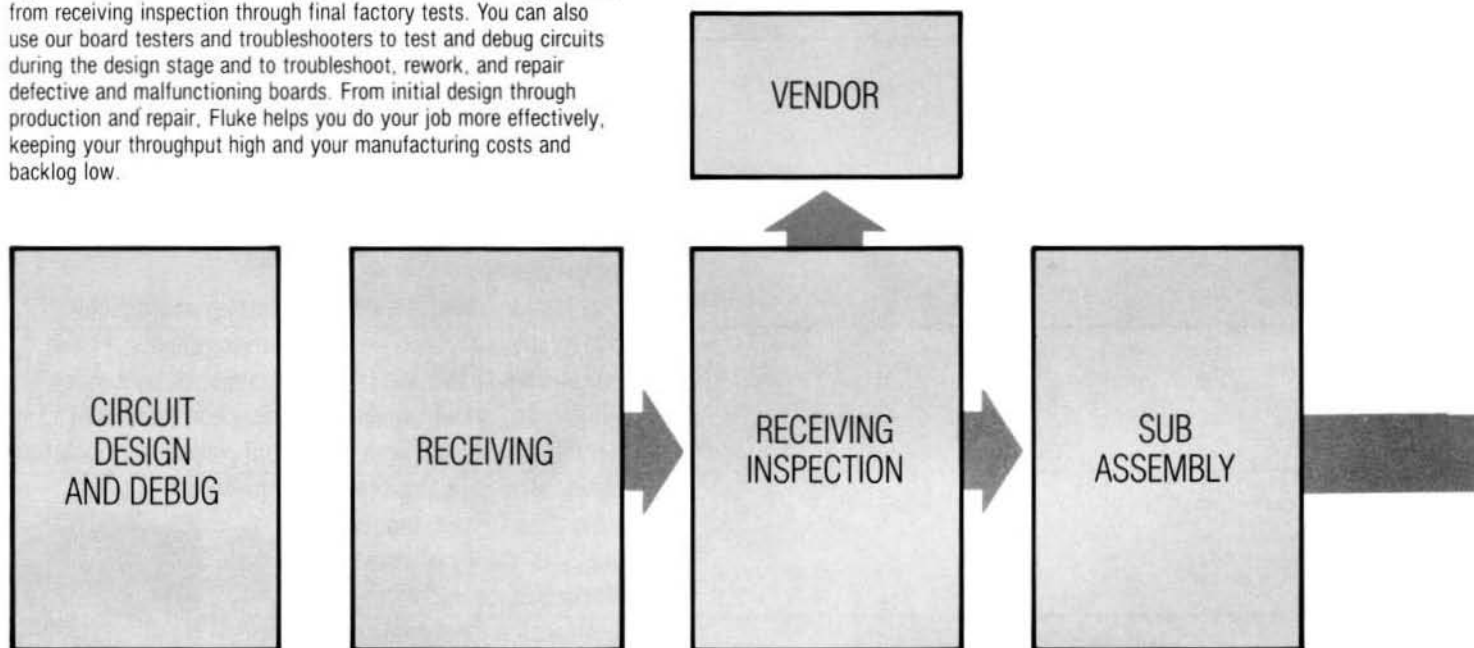 from receiving inspection through final factory tests. You can also
use our board testers and troubleshooters to test and debug circuits
during the design stage and to troubleshoot, rework, and repair
defective and malfunctioning boards. From initial design through
production and repair, Fluke helps you do your job more effectively,
keeping your throughput high and your manufacturing costs and
backlog low.
VENDOR
CIRCUIT
DESIGN
AND DEBUG
RECEIVING
RECEIVING
INSPECTION
SUB
ASSEMBLY